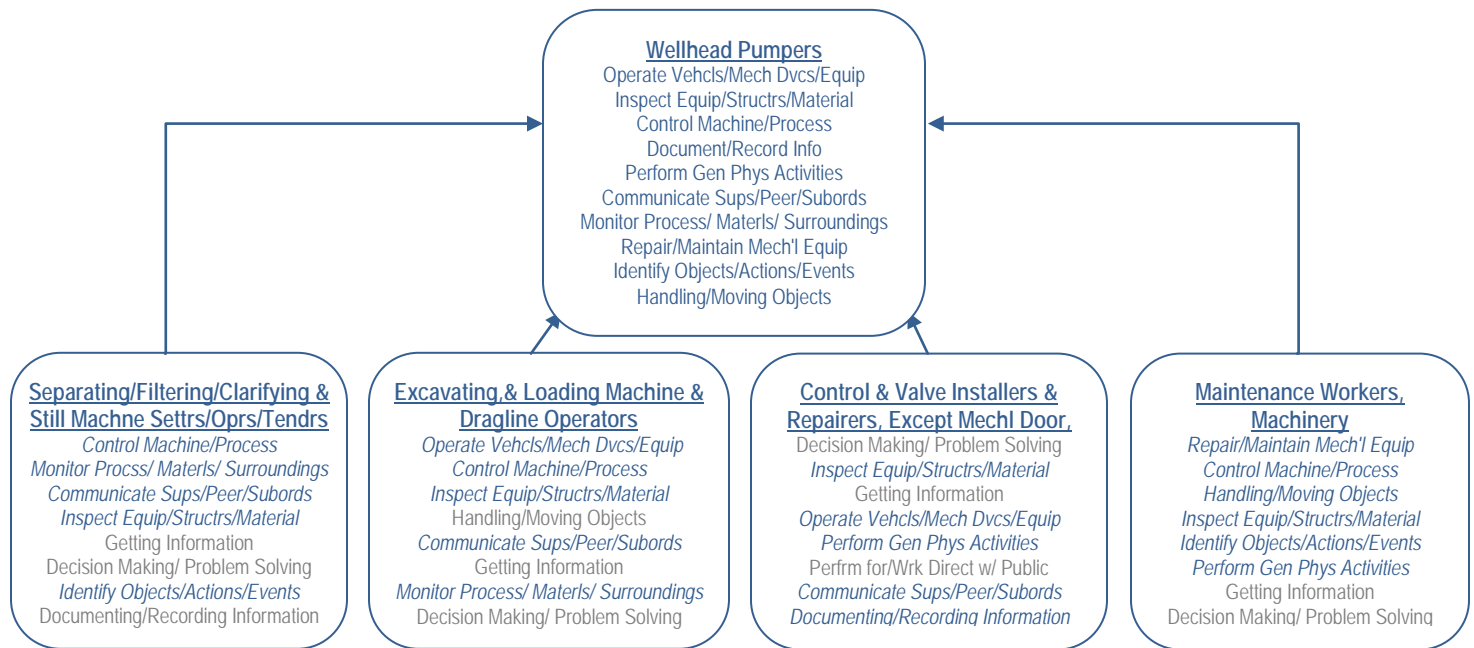 Wellhead Pumpers
Operate Vehcls/Mech Dvcs/Equip
Inspect Equip/Structrs/Material
Control Machine/Process
Document/Record Info
Perform Gen Phys Activities
Communicate Sups/Peer/Subords
Monitor Process/ Materls/ Surroundings
Repair/Maintain Mech'l Equip
Identify Objects/Actions/Events
Handling/Moving Objects
Separating/Filtering/Clarifying &
Still Machne Settrs/Oprs/Tendrs
Control Machine/Process
Monitor Procss/ Materls/ Surroundings
Communicate Sups/Peer/Subords
Inspect Equip/Structrs/Material
Getting Information
Decision Making/ Problem Solving
Identify Objects/Actions/Events
Documenting/Recording Information
Excavating,& Loading Machine &
Dragline Operators
Operate Vehcls/Mech Dvcs/Equip
Control Machine/Process
Inspect Equip/Structrs/Material
Handling/Moving Objects
Communicate Sups/Peer/Subords
Getting Information
Monitor Process/ Materls/ Surroundings
Decision Making/ Problem Solving
Control & Valve Installers &
Repairers, Except Mechl Door,
Decision Making/ Problem Solving
Inspect Equip/Structrs/Material
Getting Information
Operate Vehcls/Mech Dvcs/Equip
Perform Gen Phys Activities
Perfrm for/Wrk Direct w/ Public
Communicate Sups/Peer/Subords
Documenting/Recording Information
Maintenance Workers,
Machinery
Repair/Maintain Mech'l Equip
Control Machine/Process
Handling/Moving Objects
Inspect Equip/Structrs/Material
Identify Objects/Actions/Events
Perform Gen Phys Activities
Getting Information
Decision Making/ Problem Solving